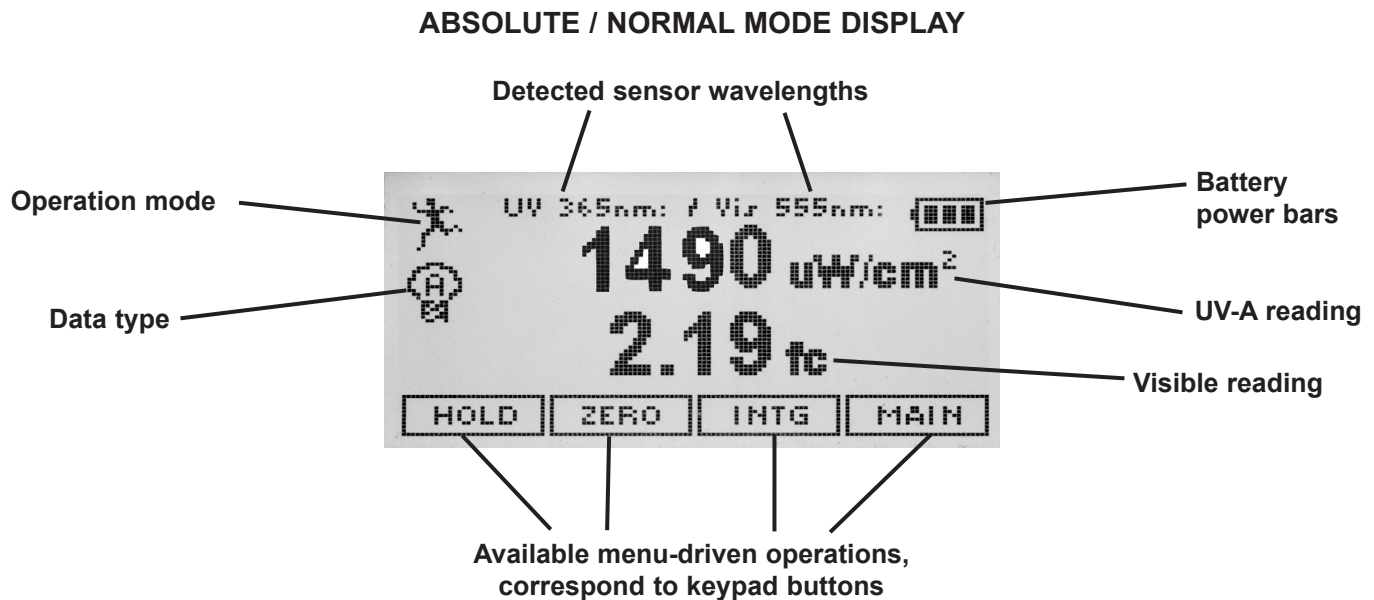 ABSOLUTE / NORMAL MODE DISPLAY
Detected sensor wavelengths
Operation mode
Battery
power bars
UV 365nm: / Vis 555nm:
1490 uW/cm²
A
Data type
UV-A reading
2.19 fc
Visible reading
HOLD ZERO INTG MAIN
Available menu-driven operations,
correspond to keypad buttons